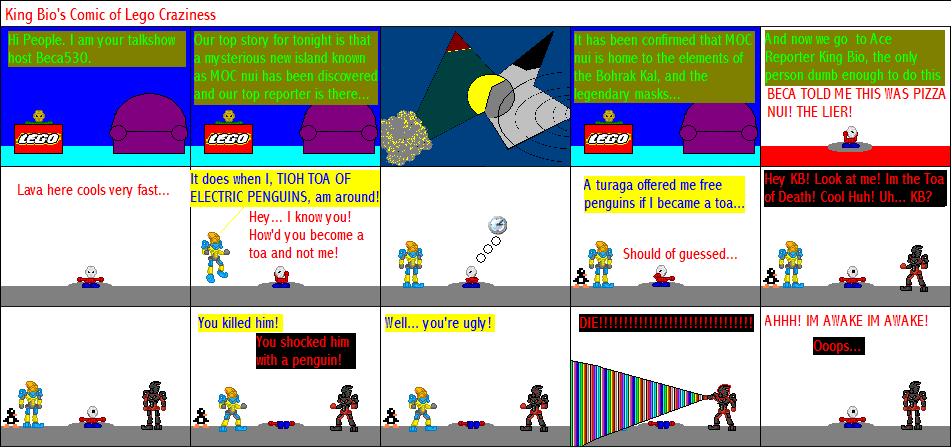 King Bio's Comic of Lego Craziness
Hi People. I am your talkshow
host Beca530.
LEGO
Our top story for tonight is that
a mysterious new island known
as MOC nui has been discovered
and our top reporter is there...
LEGO
It has been confirmed that MOC
nui is home to the elements of
the Bohrak Kal, and the
legendary masks...
LEGO
And now we go to Ace
Reporter King Bio, the only
person dumb enough to do this
BECA TOLD ME THIS WAS PIZZA
NUI! THE LIER!
Lava here cools very fast...
It does when I, TIOH TOA OF
ELECTRIC PENGUINS, am around!
Hey... I know you!
How'd you become a
toa and not me!
A turaga offered me free
penguins if I became a toa...
Should of guessed...
Hey KB! Look at me! Im the Toa
of Death! Cool Huh! Uh... KB?
You killed him!
You shocked him
with a penguin!
Well... you're ugly!
DIE!!!!!!!!!!!!!!!!!!!!!!!!!!!!!!
AHHH! IM AWAKE IM AWAKE!
Ooops...